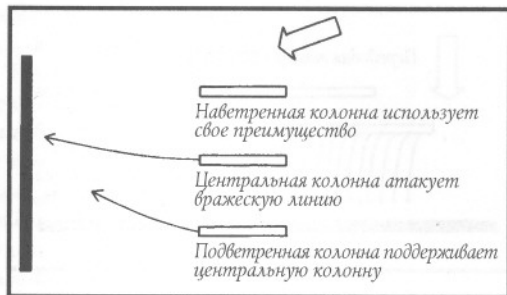 Наветренная колонна использует
свое преимущество
Центральная колонна атакует
вражескую линию
Подветренная колонна поддерживает
центральную колонну